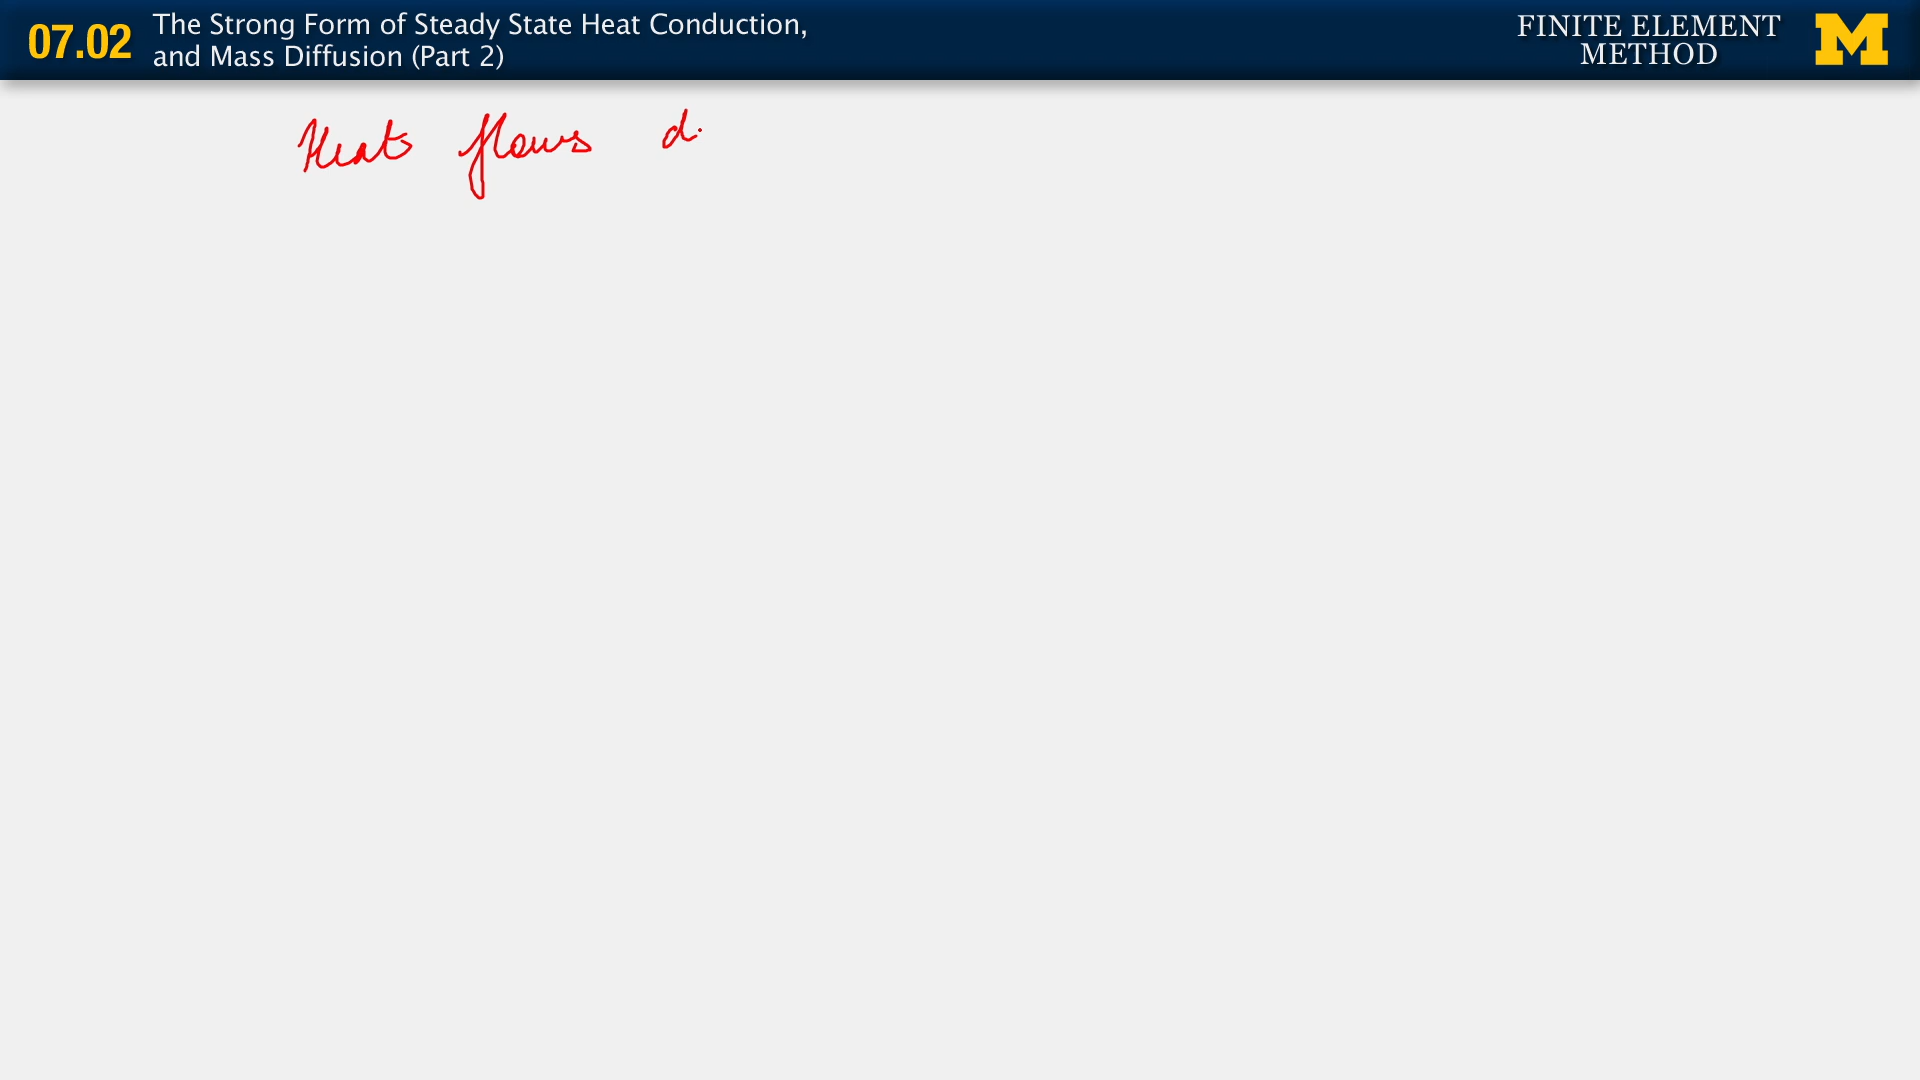 07.02
The Strong Form of Steady State Heat Conduction,
and Mass Diffusion (Part 2)
FINITE ELEMENT
METHOD
M
Heat flows d